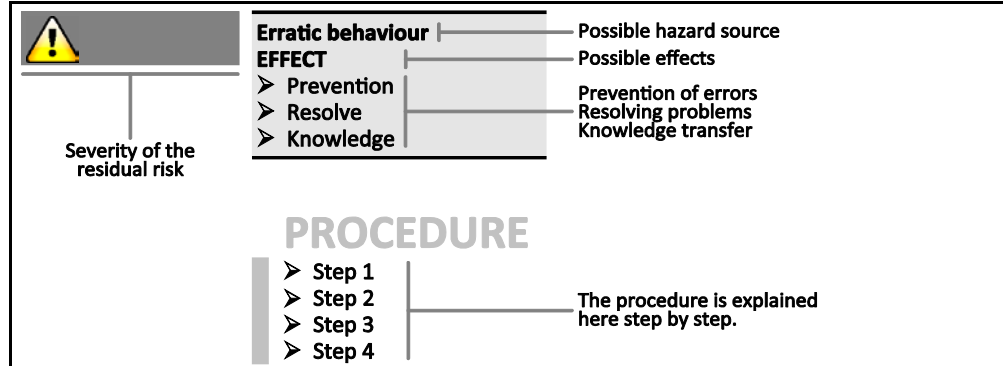 Erratic behaviour
Possible hazard source
EFFECT
Possible effects
➢ Prevention
➢ Resolve
➢ Knowledge
Prevention of errors
Resolving problems
Knowledge transfer
Severity of the
residual risk
PROCEDURE
➢ Step 1
➢ Step 2
➢ Step 3
➢ Step 4
The procedure is explained
here step by step.